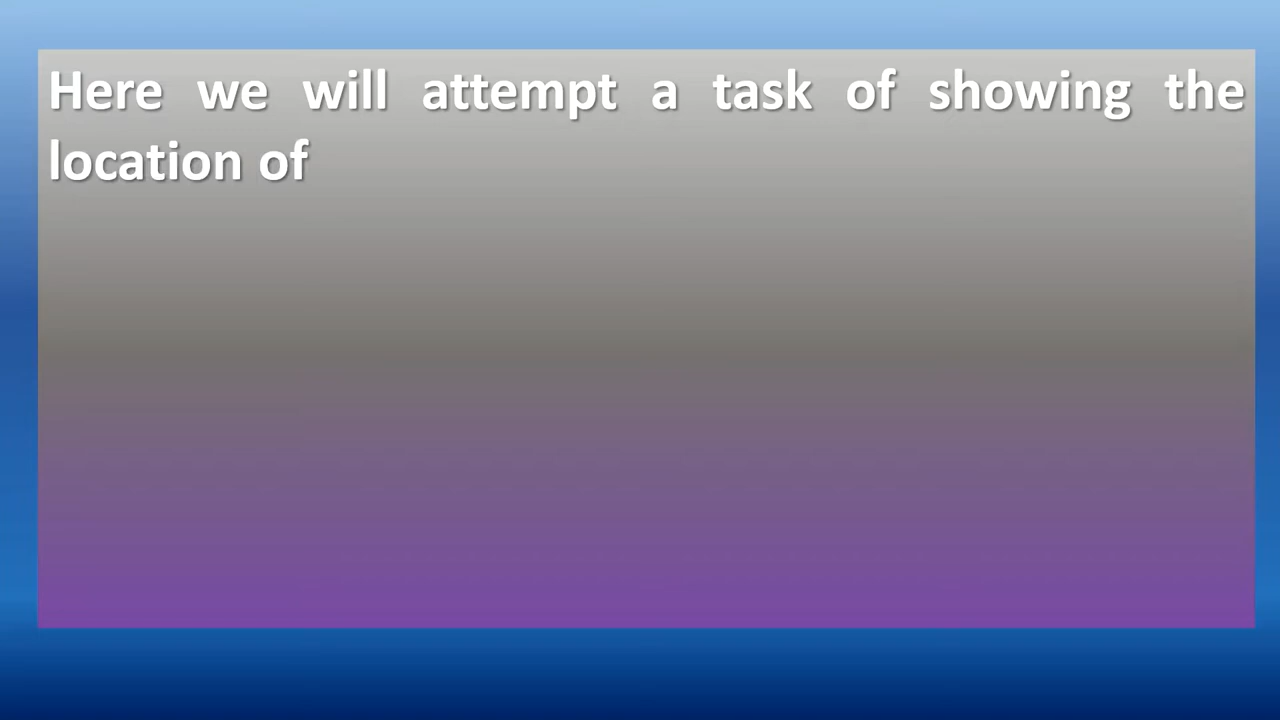 Here we will attempt a task of showing the
location of